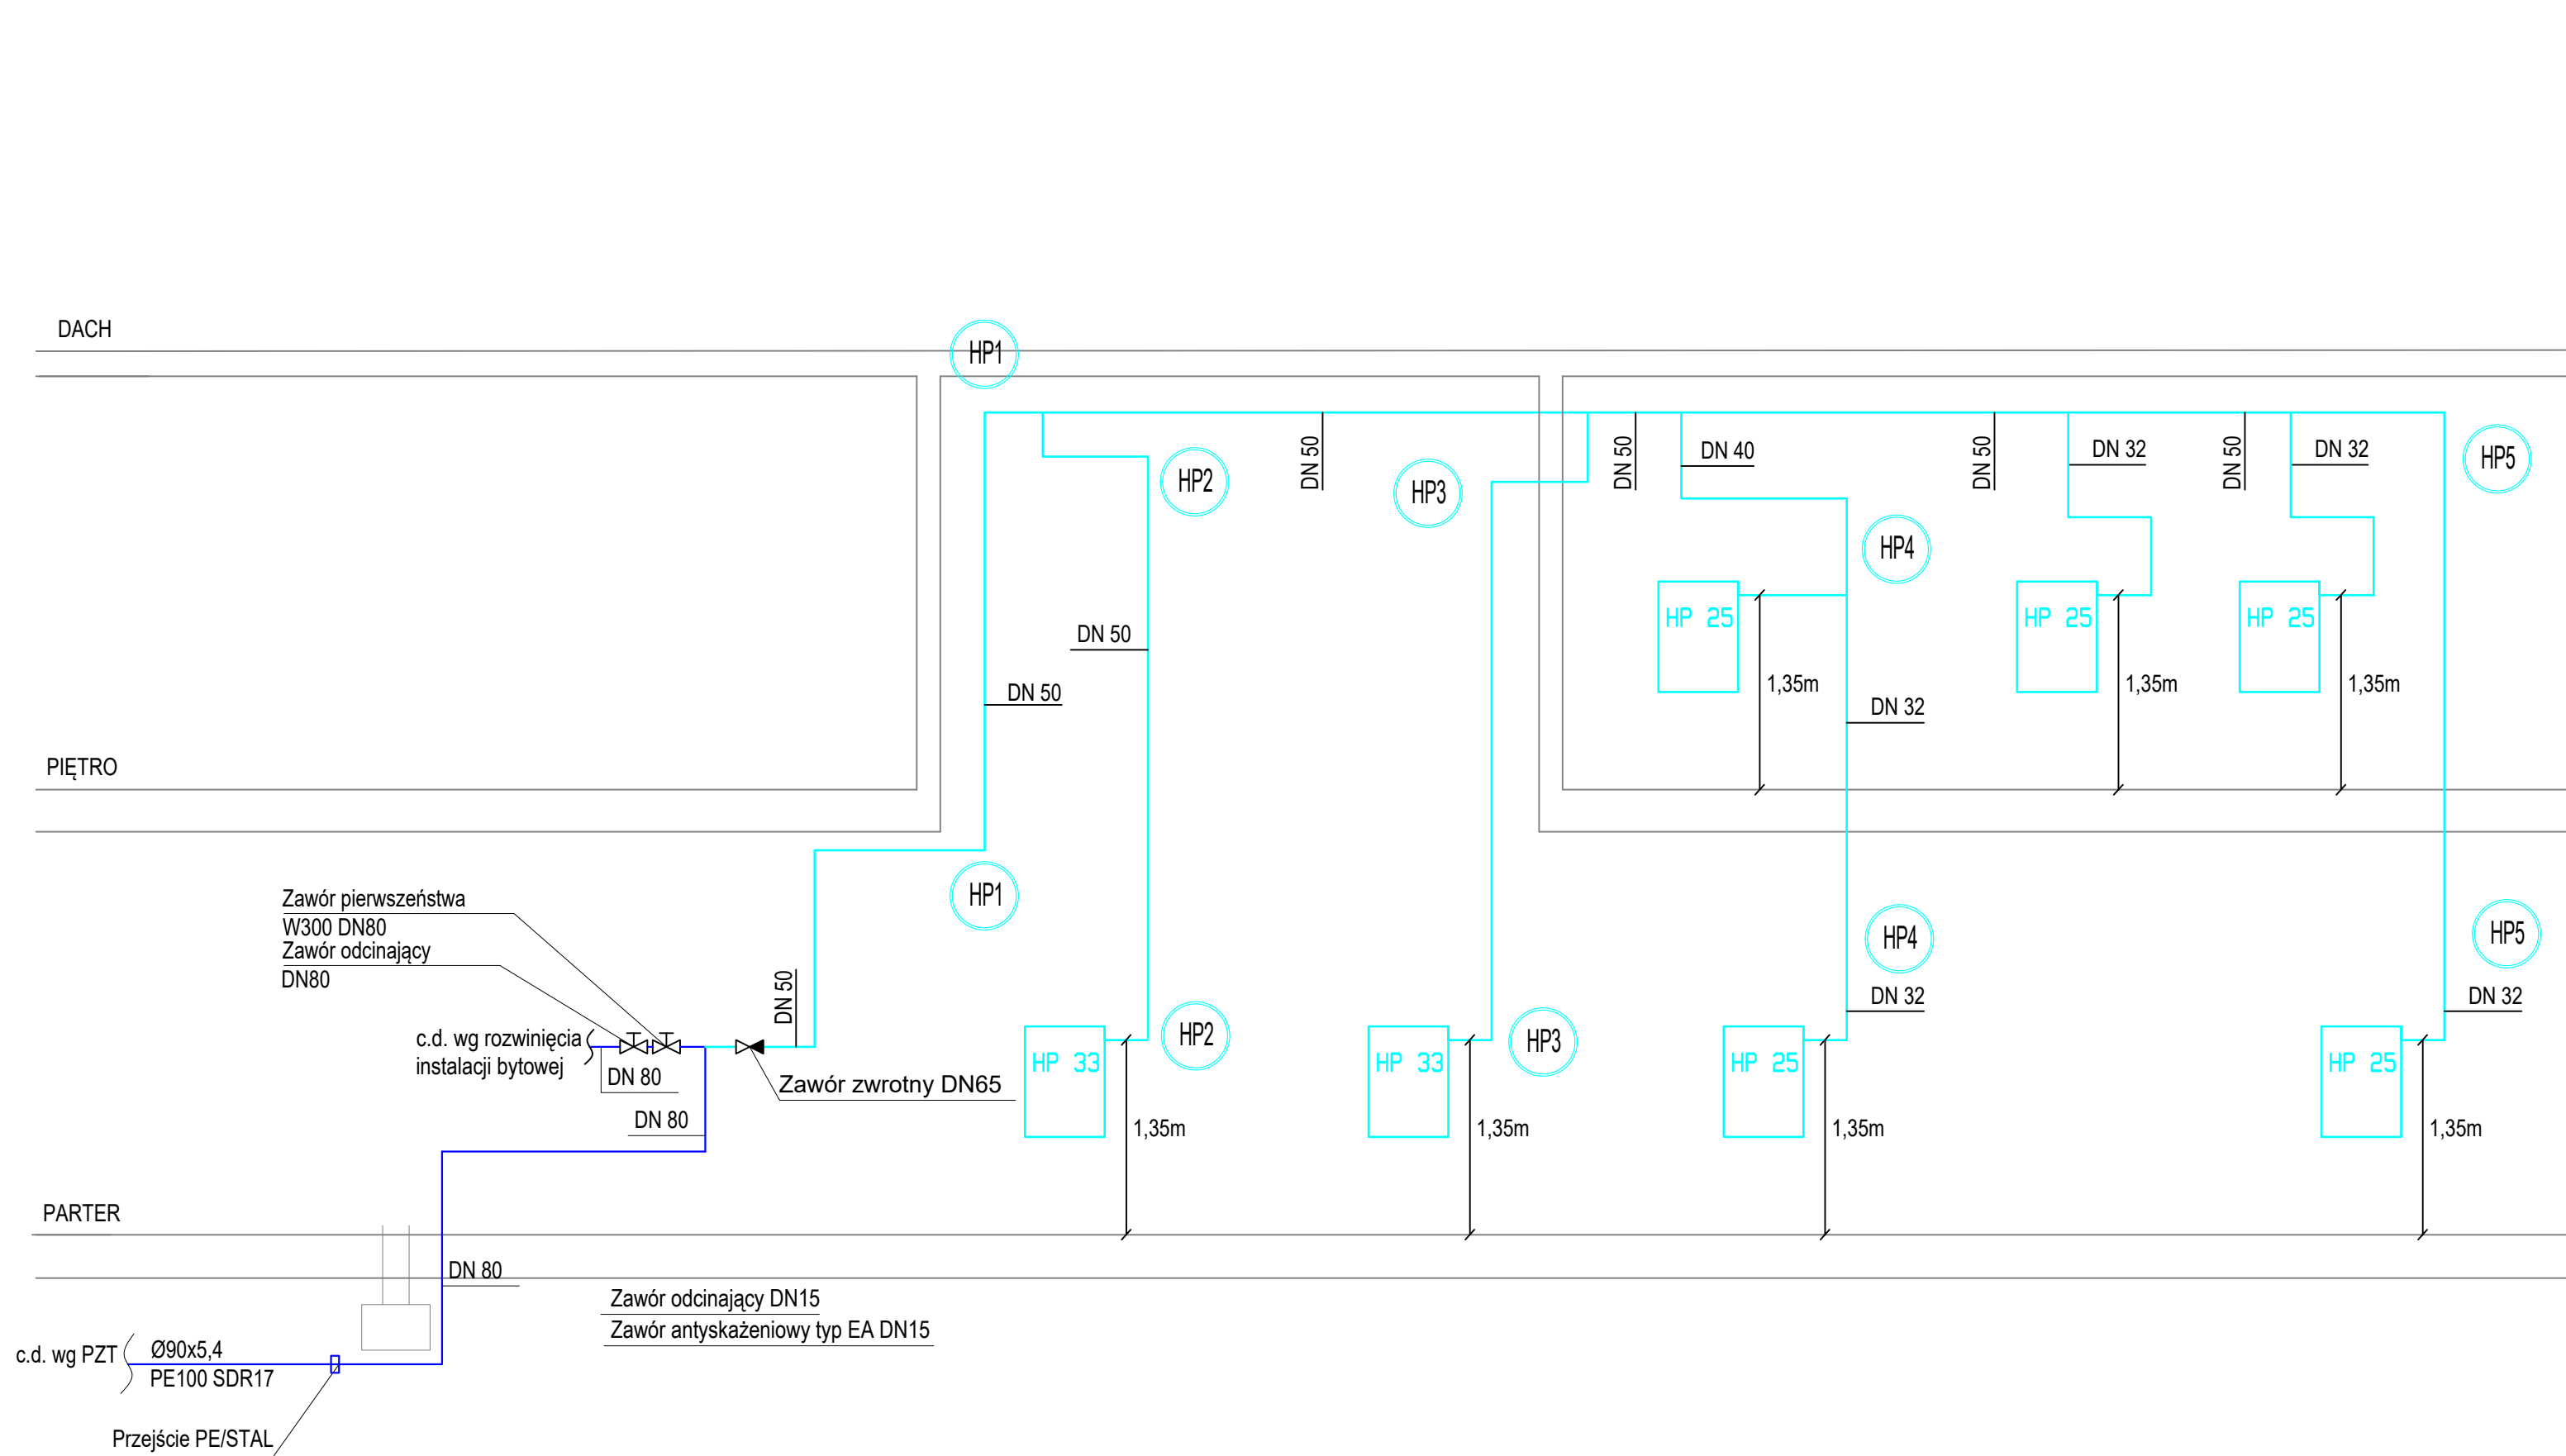 DACH
HP1
DN 50
DN 50
DN 40
DN 50
DN 32
DN 50
DN 32
HP5
HP2
HP3
HP4
HP 25
HP 25
HP 25
DN 50
DN 50
1,35m
1,35m
1,35m
DN 32
PIĘTRO
HP1
Zawór pierwszeństwa
W300 DN80
Zawór odcinający
DN80
HP4
HP5
DN 50
DN 32
DN 32
c.d. wg rozwinięcia
instalacji bytowej
DN 80
Zawór zwrotny DN65
HP 33
HP2
HP 33
HP3
HP 25
HP 25
DN 80
1,35m
1,35m
1,35m
1,35m
PARTER
DN 80
Zawór odcinający DN15
Zawór antyskażeniowy typ EA DN15
c.d. wg PZT
Ø90x5,4
PE100 SDR17
Przejście PE/STAL